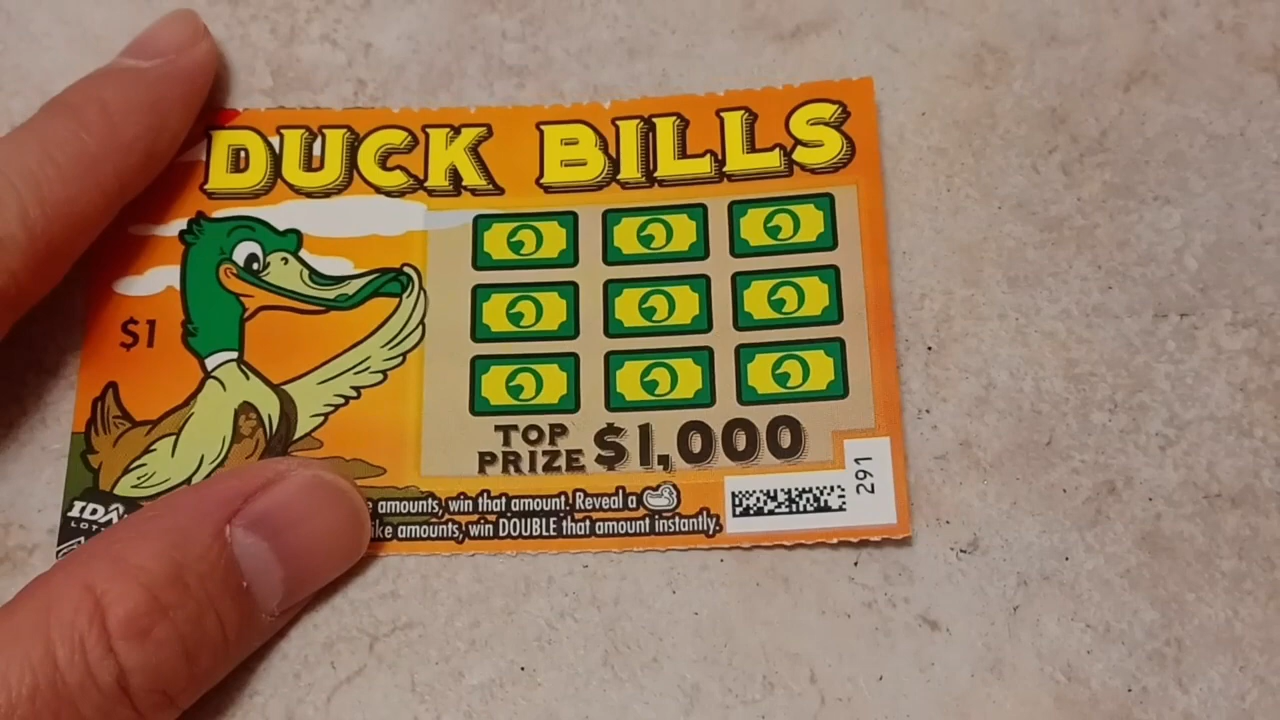 DUCK BILLS
$1
TOP
PRIZE $1,000
amounts, win that amount. Reveal a
amounts, win DOUBLE that amount instantly.
291